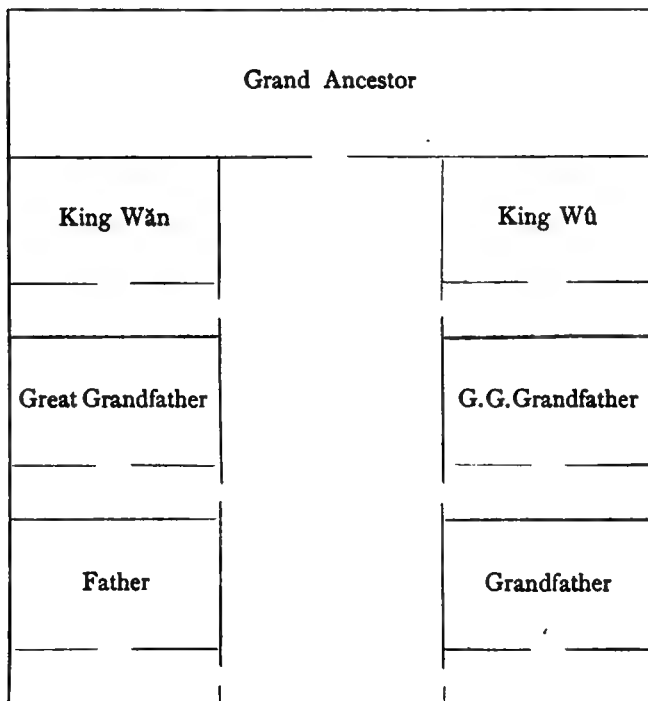 Grand Ancestor
King Wăn
King Wû
Great Grandfather
G.G.Grandfather
Father
Grandfather